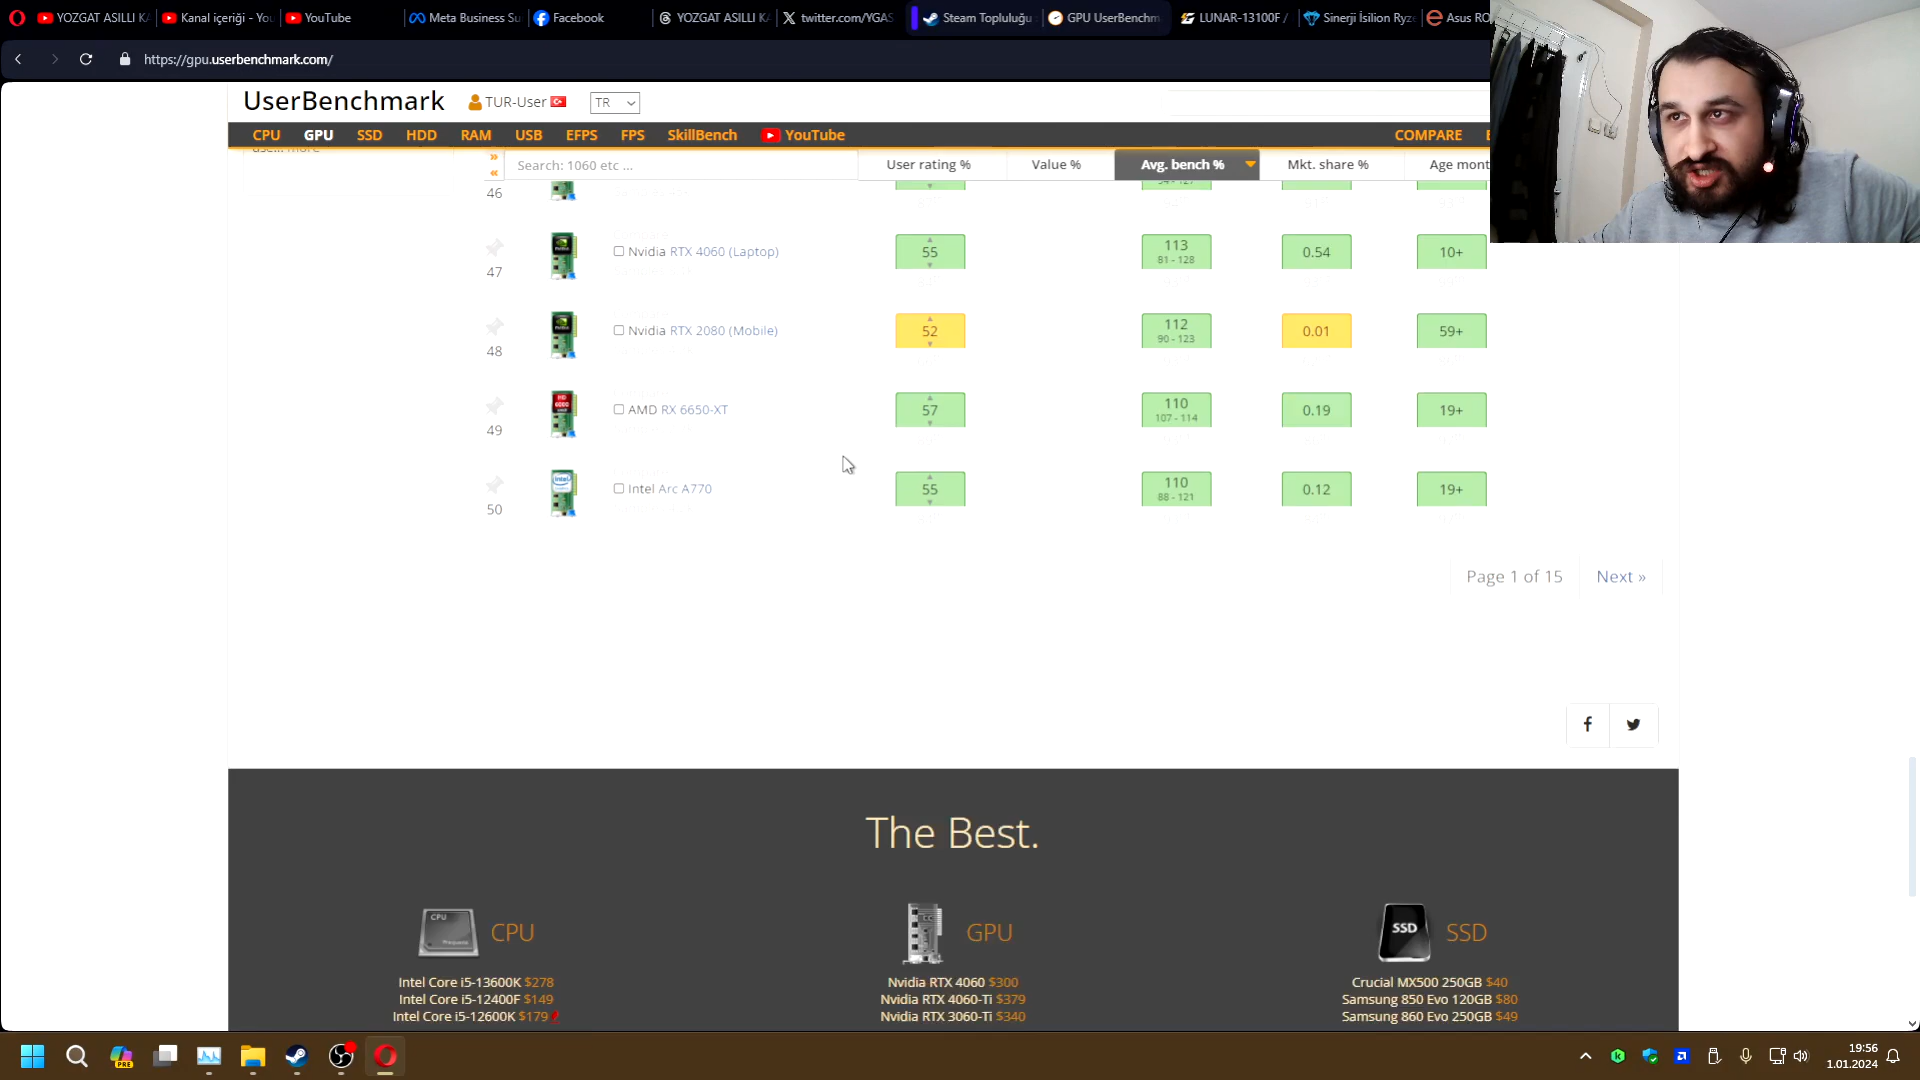 YOZGAT ASILLI KA
Kanal içeriği - You
YouTube
Meta Business Su
Facebook
YOZGAT ASILLI KA
twitter.com/YGAS
Steam Topluluğu
GPU UserBenchm
LUNAR-13100F /
Sinerji İsilion Ryze
Asus RO
https://gpu.userbenchmark.com/
UserBenchmark
TUR-User
TR
CPU GPU SSD HDD RAM USB EFPS FPS SkillBench YouTube COMPARE
Search: 1060 etc ...
User rating %
Value %
Avg. bench %
Mkt. share %
Age mont
46
47
Nvidia RTX 4060 (Laptop)
55
113
81 - 128
0.54
10+
48
Nvidia RTX 2080 (Mobile)
52
112
90 - 123
0.01
59+
49
AMD RX 6650-XT
57
110
107 - 114
0.19
19+
50
Intel Arc A770
55
110
88 - 121
0.12
19+
Page 1 of 15
Next »
The Best.
CPU
CPU
Intel Core i5-13600K $278
Intel Core i5-12400F $149
Intel Core i5-12600K $179
GPU
Nvidia RTX 4060 $300
Nvidia RTX 4060-Ti $379
Nvidia RTX 3060-Ti $340
SSD
SSD
Crucial MX500 250GB $40
Samsung 850 Evo 120GB $80
Samsung 860 Evo 250GB $49
PRE
19:56
1.01.2024